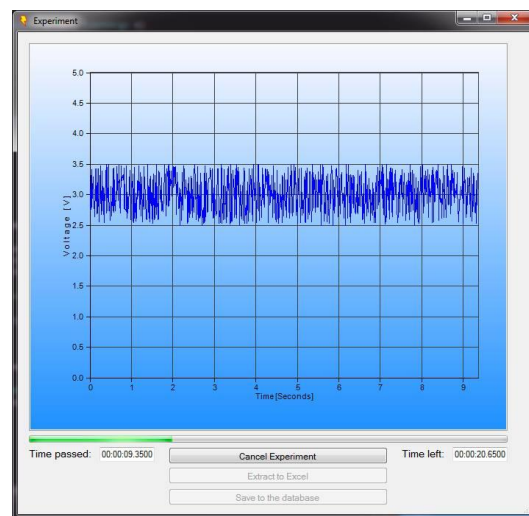 Experiment
5.0
4.5
4.0
3.5
3.0
2.5
2.0
1.5
1.0
0.5
0.0
Voltage [V]
0 1 2 3 4 5 6 7 8 9
Time[Seconds]
Time passed: 00:00:09.3500 Cancel Experiment Time left: 00:00:20.6500
Extract to Excel
Save to the database